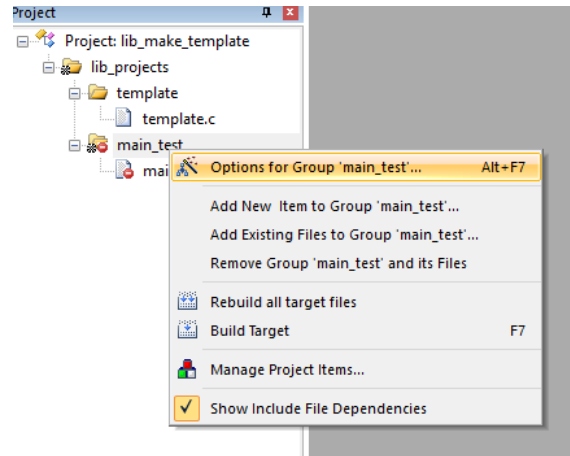 Project
Project: lib_make_template
lib_projects
template
template.c
main_test
mai
Options for Group 'main_test'... Alt+F7
Add New Item to Group 'main_test'...
Add Existing Files to Group 'main_test'...
Remove Group 'main_test' and its Files
Rebuild all target files
Build Target F7
Manage Project Items...
Show Include File Dependencies